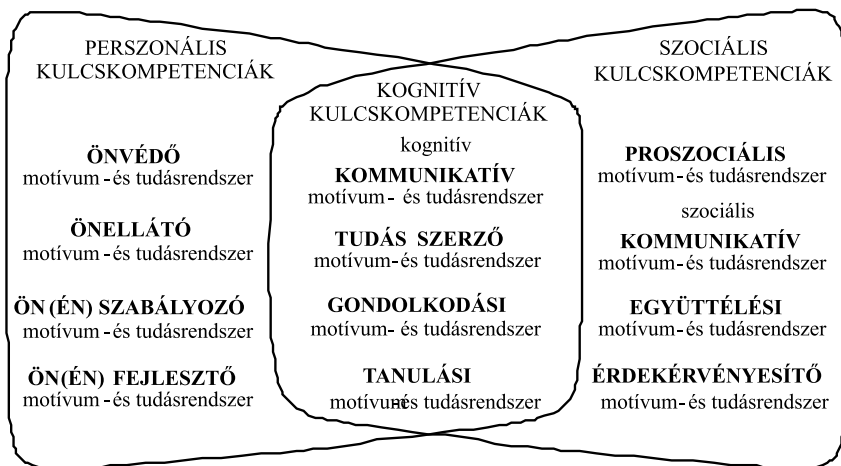 PERSZONÁLIS
KULCSKOMPETENCIÁK
ÖNVÉDŐ
motívum-és tudásrendszer
ÖNELLÁTÓ
motívum-és tudásrendszer
ÖN(ÉN) SZABÁLYOZÓ
motívum-és tudásrendszer
ÖN(ÉN) FEJLESZTŐ
motívum-és tudásrendszer
KOGNITÍV
KULCSKOMPETENCIÁK
kognitív
KOMMUNIKATÍV
motívum- és tudásrendszer
TUDÁS SZERZŐ
motívum-és tudásrendszer
GONDOLKODÁSI
motívum- és tudásrendszer
TANULÁSI
motívum-és tudásrendszer
SZOCIÁLIS
KULCSKOMPETENCIÁK
PROSZOCIÁLIS
motívum-és tudásrendszer
szociális
KOMMUNIKATÍV
motívum-és tudásrendszer
EGYÜTTÉLÉSI
motívum-és tudásrendszer
ÉRDEKÉRVÉNYESÍTŐ
motívum-és tudásrendszer